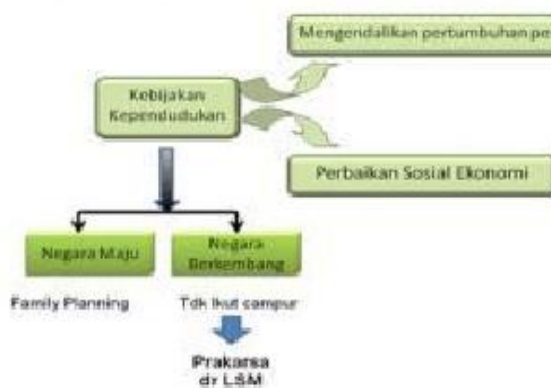 Mengendalikan pertumbuhan pe
Kebijakan
Kependudukan
Perbaikan Sosial Ekonomi
Negara Maju
Negara
Berkembang
Family Planning
Tdk Ikut campur
Prakarsa
dr LSM